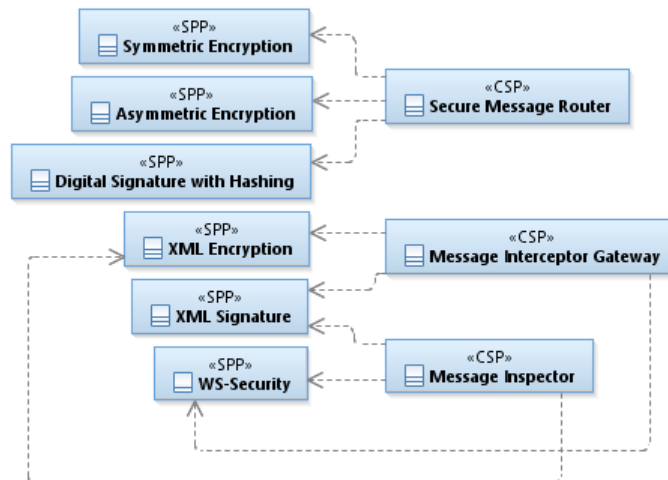 «SPP»
Symmetric Encryption
«SPP»
Asymmetric Encryption
«CSP»
Secure Message Router
«SPP»
Digital Signature with Hashing
«SPP»
XML Encryption
«CSP»
Message Interceptor Gateway
«SPP»
XML Signature
«SPP»
WS-Security
«CSP»
Message Inspector